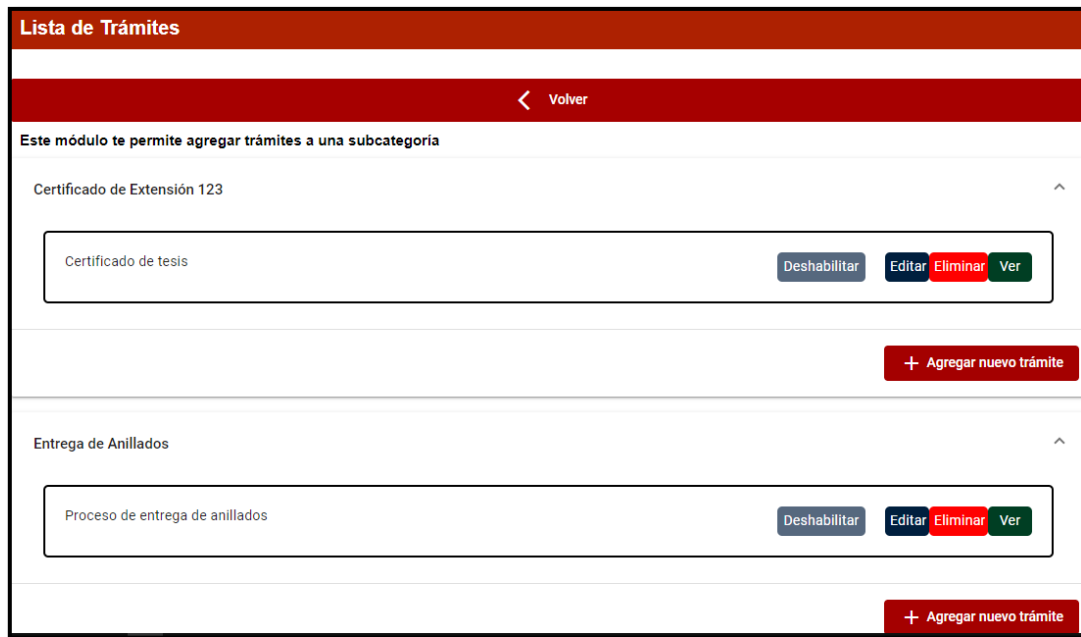 Lista de Trámites
Volver
Este módulo te permite agregar trámites a una subcategoría
Certificado de Extensión 123
Certificado de tesis
Deshabilitar Editar Eliminar Ver
+ Agregar nuevo trámite
Entrega de Anillados
Proceso de entrega de anillados
Deshabilitar Editar Eliminar Ver
+ Agregar nuevo trámite